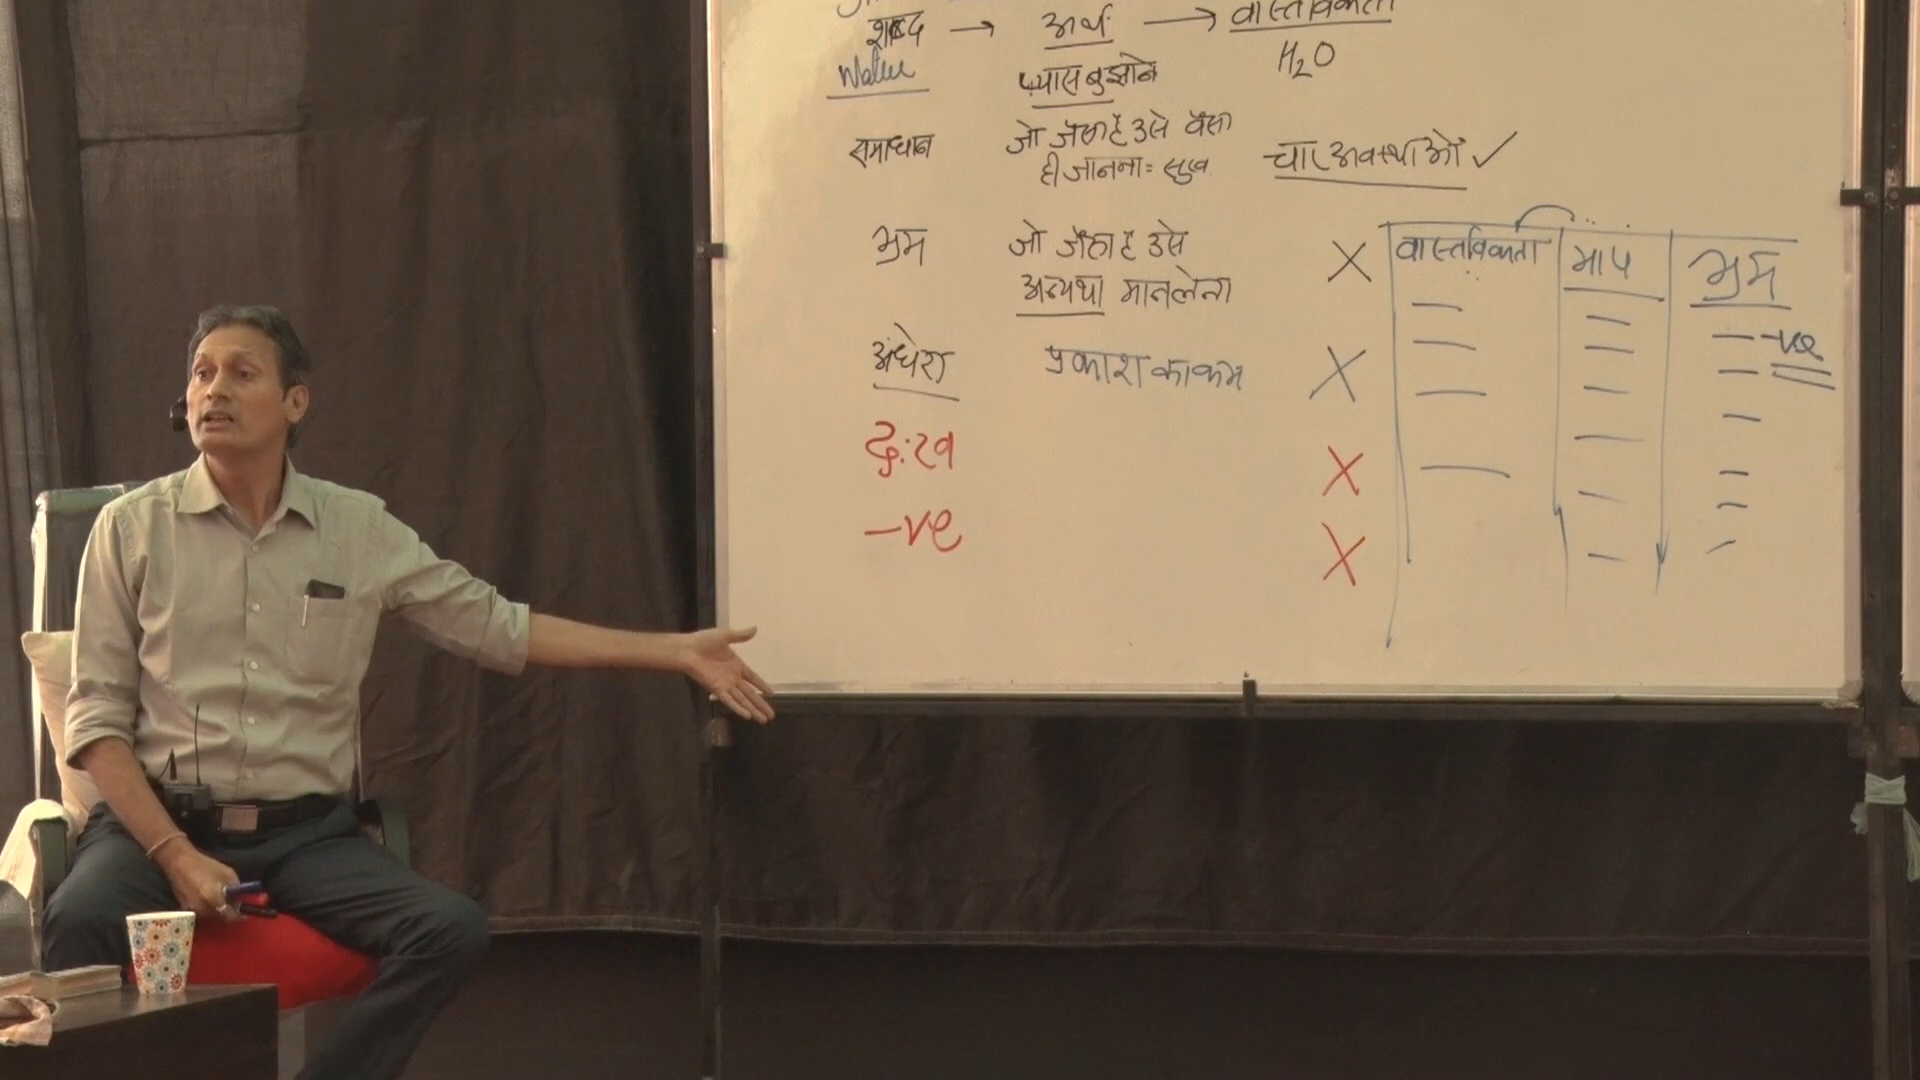 शब्द → अर्थ → वास्तविकता
Water प्यास बुझाने H₂O
समाधान जो जैसा है उसे वैसा
ही जानना = सुख चार अवस्थाओं ✓
भ्रम जो जैसा है उसे X
अन्यथा मानलेना
अंधेरा प्रकाश का कम X
दुःख X
-ve X
वास्तविकता माप भ्रम
-ve